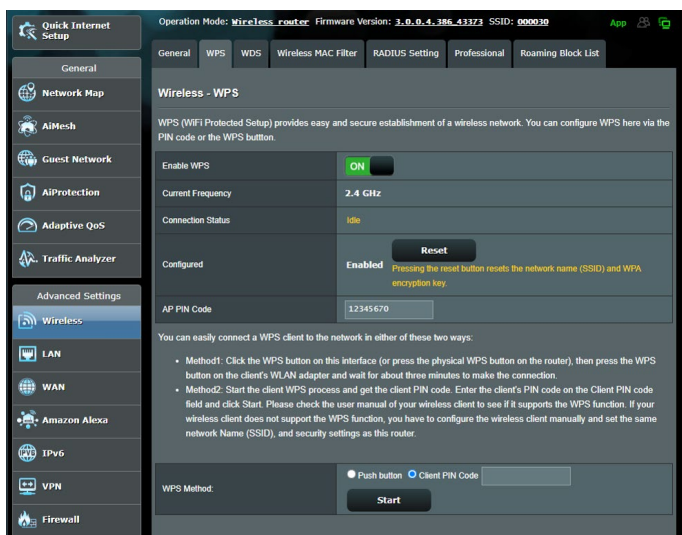 Quick Internet
Setup
Operation Mode: Wireless router Firmware Version: 3.0.0.4.386_43373 SSID: 000030
App
General
WPS
WDS
Wireless MAC Filter
RADIUS Setting
Professional
Roaming Block List
General
Network Map
AiMesh
Guest Network
AiProtection
Adaptive QoS
Traffic Analyzer
Advanced Settings
Wireless
LAN
WAN
Amazon Alexa
IPv6
VPN
Firewall
Wireless - WPS
WPS (WiFi Protected Setup) provides easy and secure establishment of a wireless network. You can configure WPS here via the
PIN code or the WPS buttton.
Enable WPS
ON
Current Frequency
2.4 GHz
Connection Status
Idle
Configured
Enabled
Reset
Pressing the reset button resets the network name (SSID) and WPA
encryption key.
AP PIN Code
12345670
You can easily connect a WPS client to the network in either of these two ways:
• Method1: Click the WPS button on this interface (or press the physical WPS button on the router), then press the WPS
button on the client's WLAN adapter and wait for about three minutes to make the connection.
• Method2: Start the client WPS process and get the client PIN code. Enter the client's PIN code on the Client PIN code
field and click Start. Please check the user manual of your wireless client to see if it supports the WPS function. If your
wireless client does not support the WPS function, you have to configure the wireless client manually and set the same
network Name (SSID), and security settings as this router.
WPS Method:
Push button Client PIN Code
Start